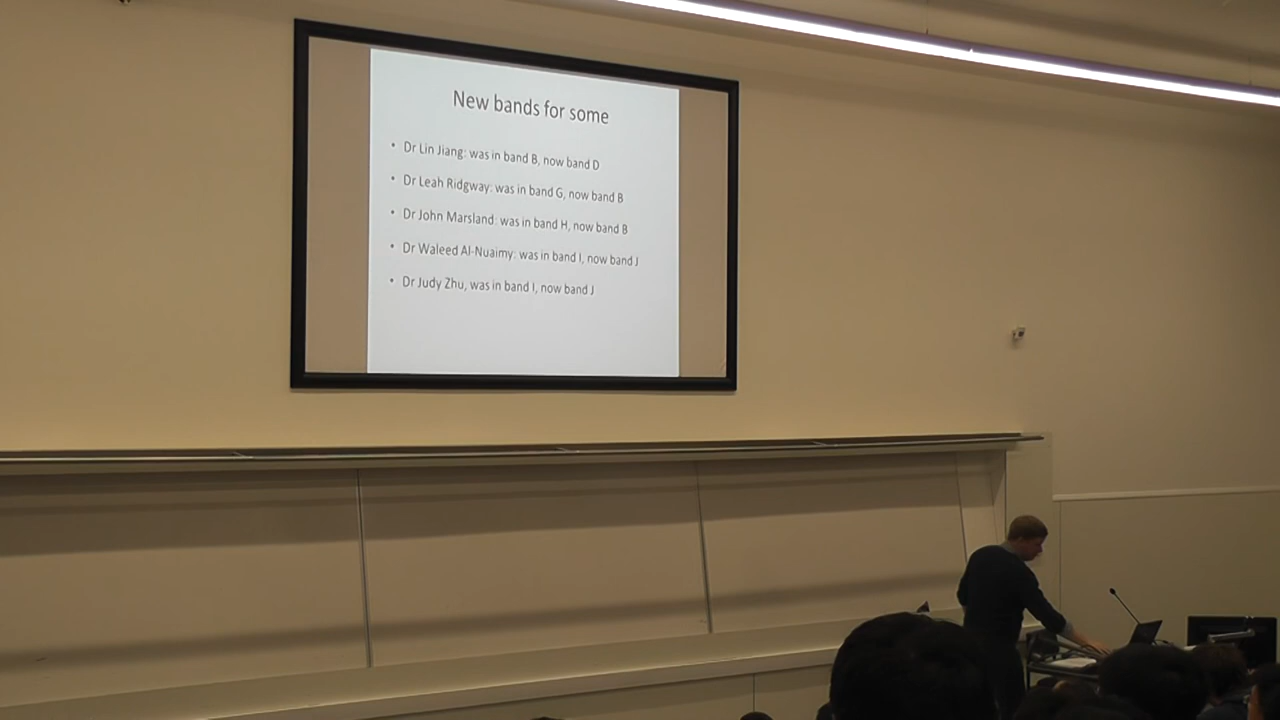 New bands for some
• Dr Lin Jiang: was in band B, now band D
• Dr Leah Ridgway: was in band G, now band B
• Dr John Marsland: was in band H, now band B
• Dr Waleed Al-Nuaimy: was in band I, now band J
• Dr Judy Zhu, was in band I, now band J